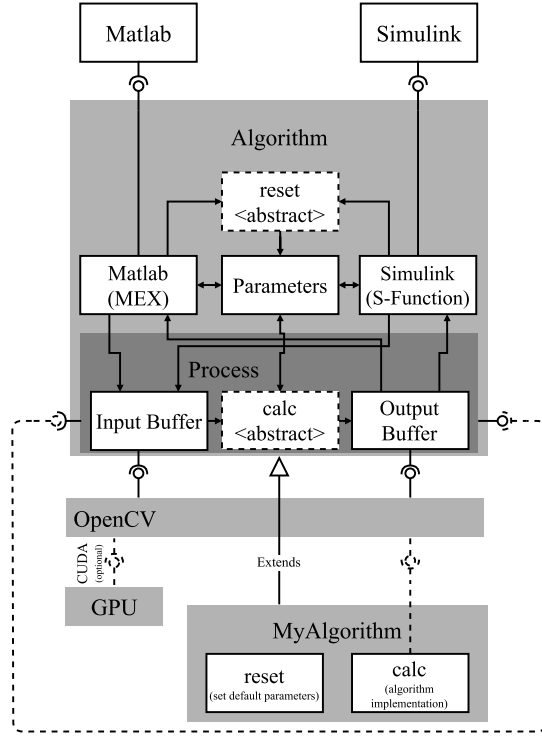 Matlab
Simulink
Algorithm
reset
<abstract>
Matlab
(MEX)
Parameters
Simulink
(S-Function)
Process
Input Buffer
calc
<abstract>
Output
Buffer
OpenCV
CUDA
(optional)
Extends
GPU
MyAlgorithm
reset
(set default parameters)
calc
(algorithm
implementation)